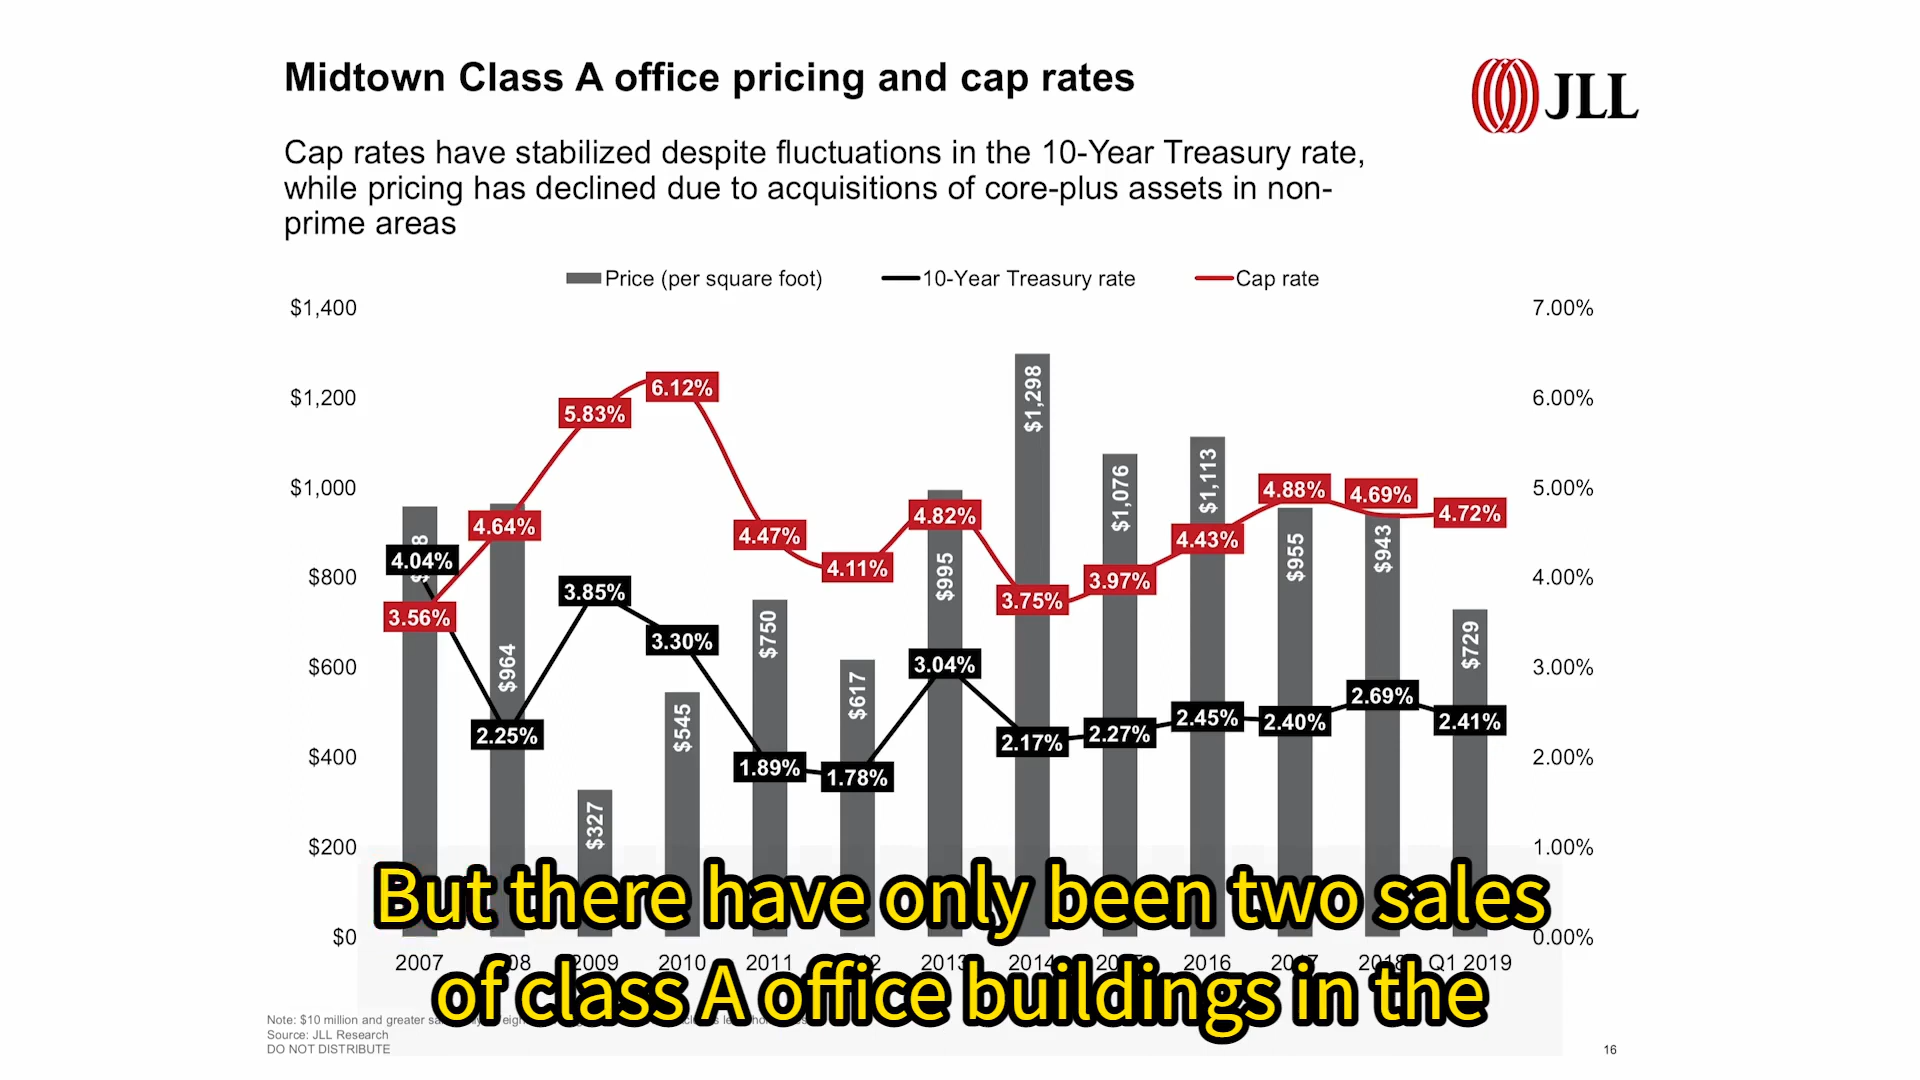 Midtown Class A office pricing and cap rates
JLL
Cap rates have stabilized despite fluctuations in the 10-Year Treasury rate,
while pricing has declined due to acquisitions of core-plus assets in non-
prime areas
Price (per square foot) 10-Year Treasury rate Cap rate
$1,400 7.00%
$1,200 6.00%
$1,000 5.00%
$800 4.00%
$600 3.00%
$400 2.00%
$200 1.00%
$0 0.00%
3.56% 4.64% 5.83% 6.12% 4.47% 4.11% 4.82% 3.75% 3.97% 4.43% 4.88% 4.69% 4.72%
4.04% 2.25% 3.85% 3.30% 1.89% 1.78% 3.04% 2.17% 2.27% 2.45% 2.40% 2.69% 2.41%
$964 $327 $545 $750 $617 $995 $1,298 $1,076 $1,113 $955 $943 $729
2007 2009 2010 2011 2013 2014 2016 2018 Q1 2019
But there have only been two sales
of class A office buildings in the
Note: $10 million and greater
Source: JLL Research
DO NOT DISTRIBUTE
16